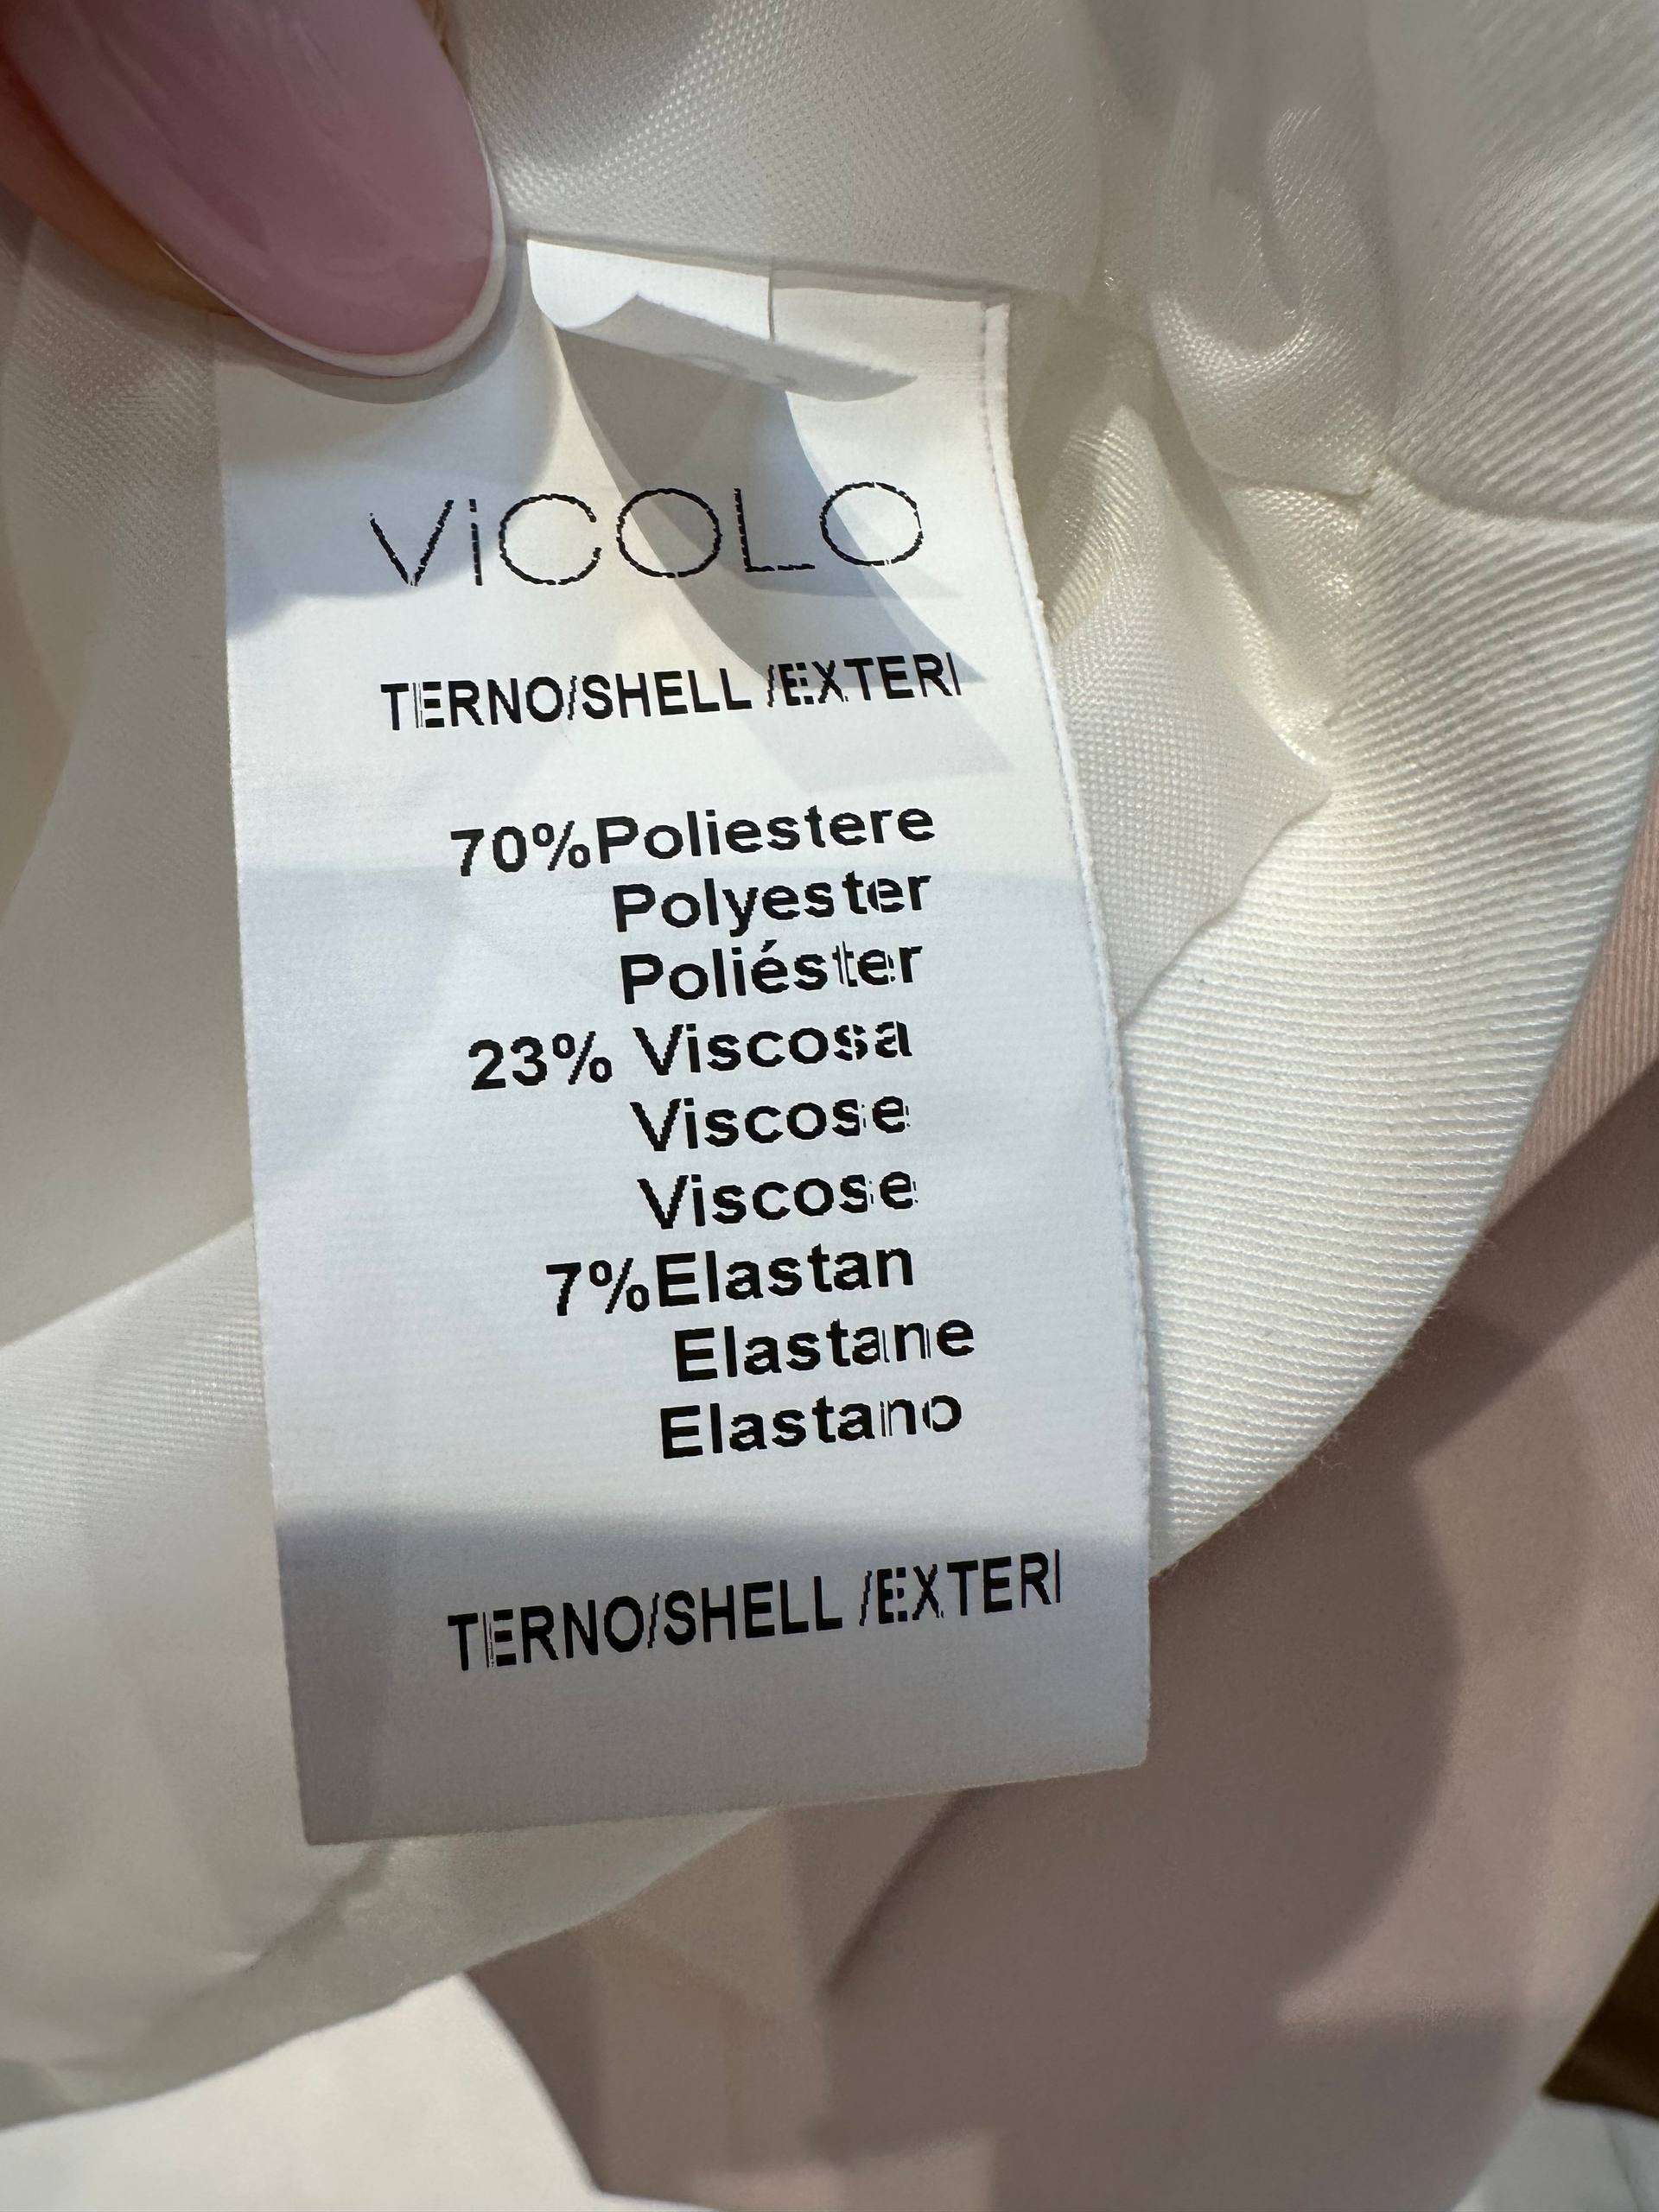 ViCOLO
TERNO/SHELL /EXTERI
70%Poliestere
Polyester
Poliéster
23% Viscosa
Viscose
Viscose
7%Elastan
Elastane
Elastano
TERNO/SHELL /EXTERI